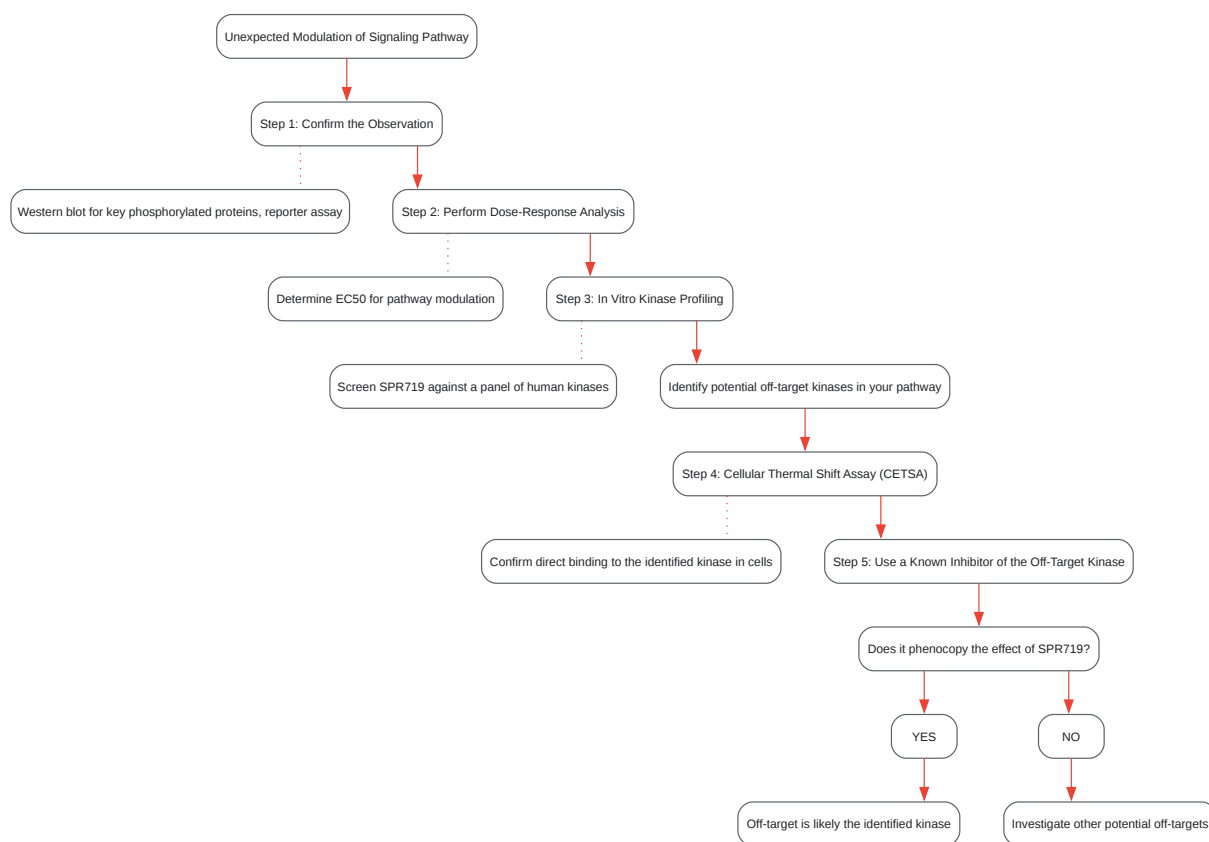 Unexpected Modulation of Signaling Pathway
Step 1: Confirm the Observation
Western blot for key phosphorylated proteins, reporter assay
Step 2: Perform Dose-Response Analysis
Determine EC50 for pathway modulation
Step 3: In Vitro Kinase Profiling
Screen SPR719 against a panel of human kinases
Identify potential off-target kinases in your pathway
Step 4: Cellular Thermal Shift Assay (CETSA)
Confirm direct binding to the identified kinase in cells
Step 5: Use a Known Inhibitor of the Off-Target Kinase
Does it phenocopy the effect of SPR719?
YES
NO
Off-target is likely the identified kinase
Investigate other potential off-targets